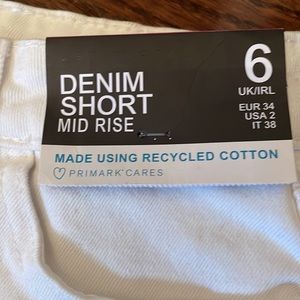 DENIM
SHORT
MID RISE
6
UK/IRL
EUR 34
USA 2
IT 38
MADE USING RECYCLED COTTON
PRIMARK CARES